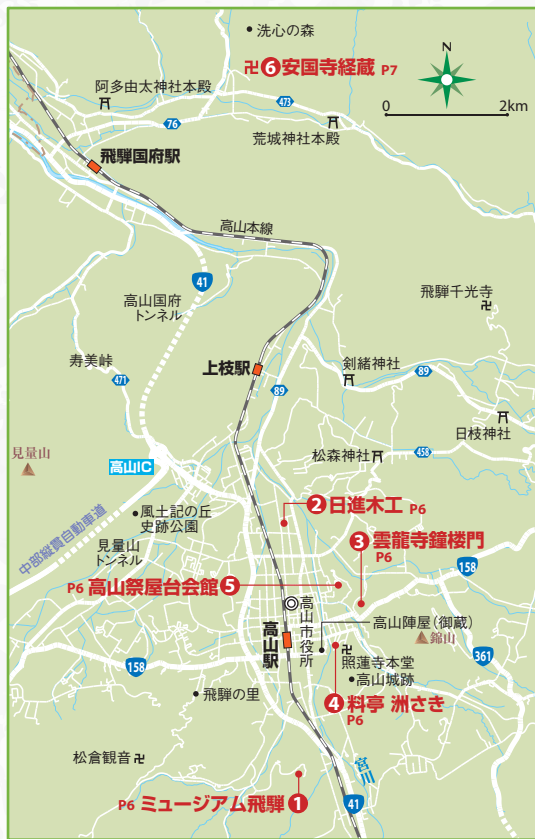 洗心の森
卍 ⑥ 安国寺経蔵 P7
N
0 2km
阿多由太神社本殿
473
76
荒城神社本殿
飛騨国府駅
高山本線
41
高山国府
トンネル
飛騨千光寺
卍
寿美峠
上枝駅
剣緒神社
89
471
89
日枝神社
見量山
松森神社
458
高山IC
② 日進木工 P6
風土記の丘
史跡公園
③ 雲龍寺鐘楼門
P6
158
中部縦貫自動車道
見量山
トンネル
P6 高山祭屋台会館 ⑤
高山市役所
高山陣屋(御蔵)
錦山
高山駅
361
158
卍
照蓮寺本堂
高山城跡
飛騨の里
④ 料亭 洲さき
P6
松倉観音 卍
宮川
P6 ミュージアム飛騨 ①
41